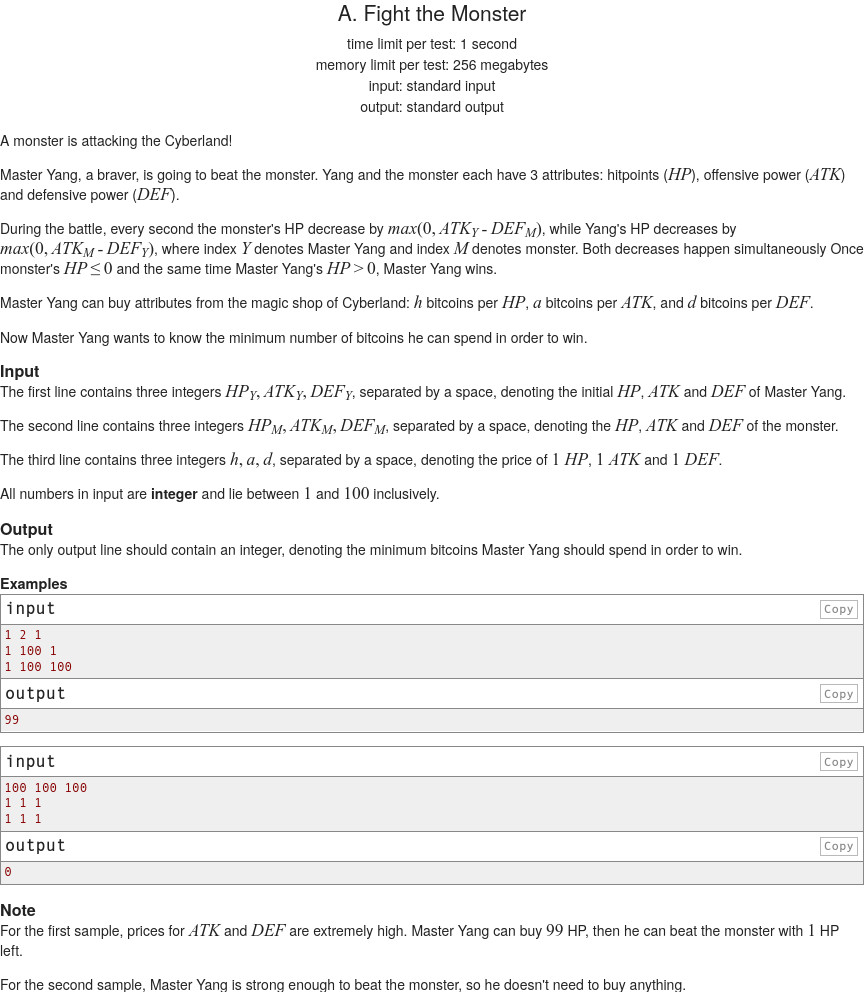 A. Fight the Monster
time limit per test: 1 second
memory limit per test: 256 megabytes
input: standard input
output: standard output
A monster is attacking the Cyberland!
Master Yang, a braver, is going to beat the monster. Yang and the monster each have 3 attributes: hitpoints (HP), offensive power (ATK)
and defensive power (DEF).
During the battle, every second the monster's HP decrease by max(0, ATK_Y - DEF_M), while Yang's HP decreases by
max(0, ATK_M - DEF_Y), where index Y denotes Master Yang and index M denotes monster. Both decreases happen simultaneously Once
monster's HP ≤ 0 and the same time Master Yang's HP > 0, Master Yang wins.
Master Yang can buy attributes from the magic shop of Cyberland: h bitcoins per HP, a bitcoins per ATK, and d bitcoins per DEF.
Now Master Yang wants to know the minimum number of bitcoins he can spend in order to win.
Input
The first line contains three integers HP_Y, ATK_Y, DEF_Y, separated by a space, denoting the initial HP, ATK and DEF of Master Yang.
The second line contains three integers HP_M, ATK_M, DEF_M, separated by a space, denoting the HP, ATK and DEF of the monster.
The third line contains three integers h, a, d, separated by a space, denoting the price of 1 HP, 1 ATK and 1 DEF.
All numbers in input are integer and lie between 1 and 100 inclusively.
Output
The only output line should contain an integer, denoting the minimum bitcoins Master Yang should spend in order to win.
Examples
input Copy
1 2 1
1 100 1
1 100 100
output Copy
99
input Copy
100 100 100
1 1 1
1 1 1
output Copy
0
Note
For the first sample, prices for ATK and DEF are extremely high. Master Yang can buy 99 HP, then he can beat the monster with 1 HP
left.
For the second sample, Master Yang is strong enough to beat the monster, so he doesn't need to buy anything.